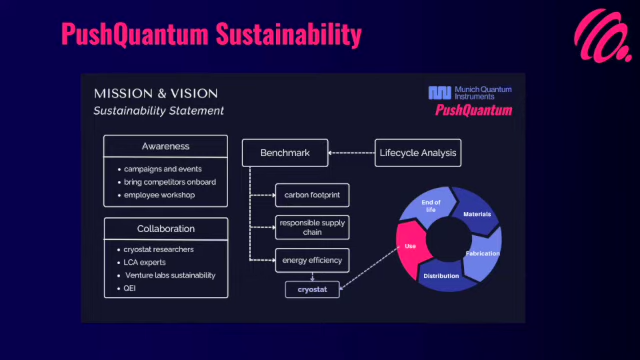 PushQuantum Sustainability
MISSION & VISION
Sustainability Statement
Munich Quantum
Instruments
PushQuantum
Awareness
campaigns and events
bring competitors onboard
employee workshop
Collaboration
cryostat researchers
LCA experts
Venture labs sustainability
QEI
Benchmark
Lifecycle Analysis
carbon footprint
responsible supply
chain
energy efficiency
cryostat
End of
life
Materials
Use
Fabrication
Distribution